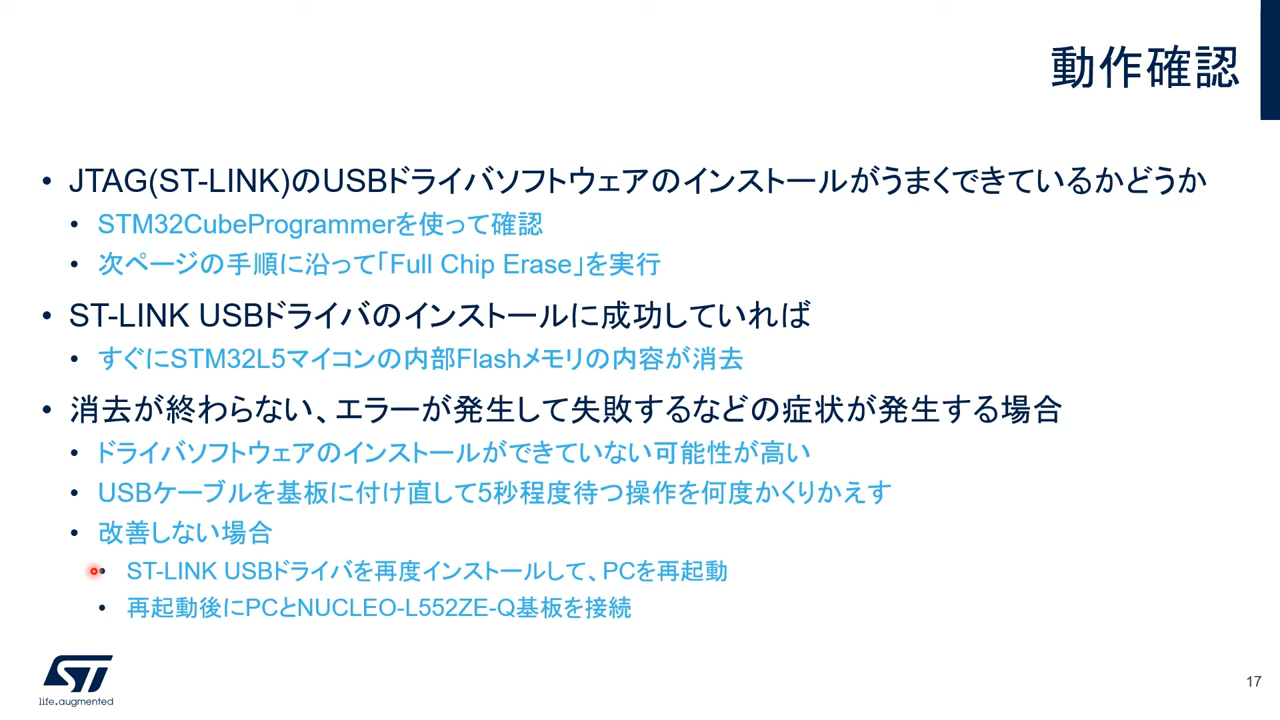 動作確認
• JTAG(ST-LINK)のUSBドライバソフトウェアのインストールがうまくできているかどうか
• STM32CubeProgrammerを使って確認
• 次ページの手順に沿って「Full Chip Erase」を実行
• ST-LINK USBドライバのインストールに成功していれば
• すぐにSTM32L5マイコンの内部Flashメモリの内容が消去
• 消去が終わらない、エラーが発生して失敗するなどの症状が発生する場合
• ドライバソフトウェアのインストールができていない可能性が高い
• USBケーブルを基板に付け直して5秒程度待つ操作を何度かくりかえす
• 改善しない場合
• ST-LINK USBドライバを再度インストールして、PCを再起動
• 再起動後にPCとNUCLEO-L552ZE-Q基板を接続
ST
life.augmented
17